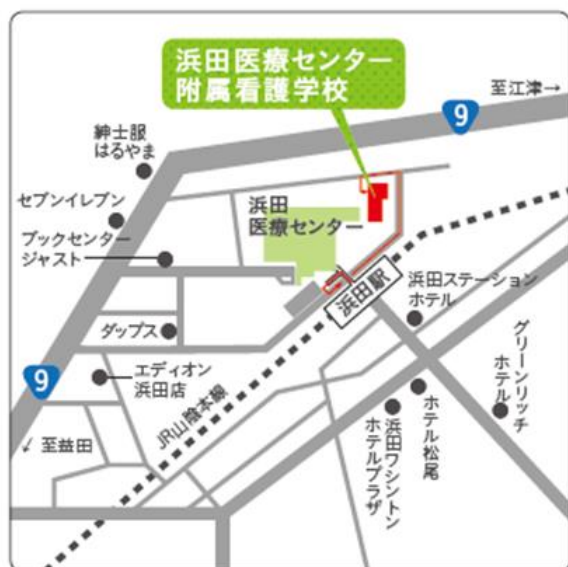 浜田医療センター
附属看護学校
至江津→
9
紳士服
はるやま
セブンイレブン
ブックセンター
ジャスト
浜田
医療センター
浜田駅
浜田ステーション
ホテル
ダップス
グリーンリッチ
ホテル
エディオン
浜田店
9
JR山陰本線
ホテル松尾
浜田ワシントン
ホテルプラザ
↙至益田